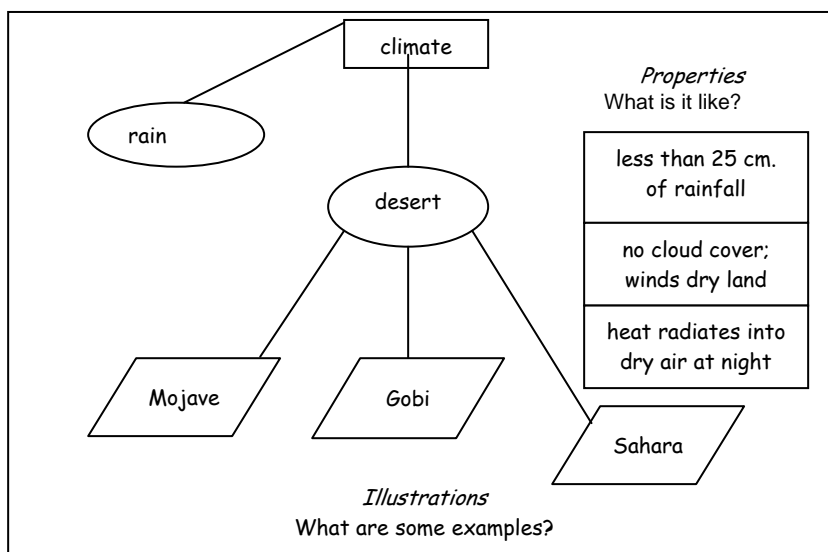 climate
Properties
What is it like?
rain
less than 25 cm.
of rainfall
desert
no cloud cover;
winds dry land
heat radiates into
dry air at night
Mojave
Gobi
Sahara
Illustrations
What are some examples?